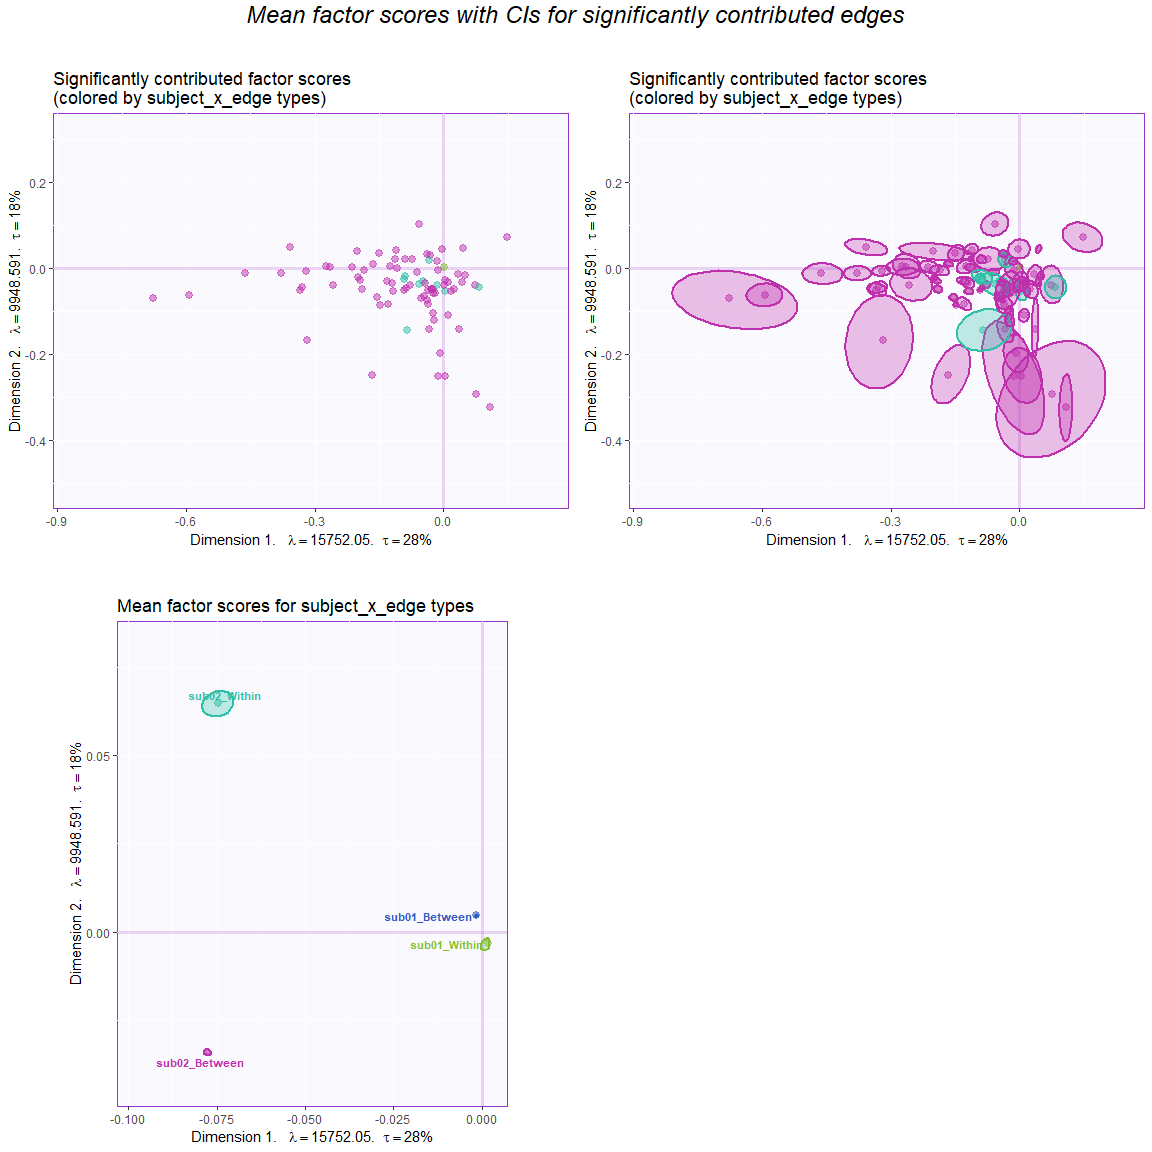 Mean factor scores with CIs for significantly contributed edges
Significantly contributed factor scores
(colored by subject_x_edge types)
0.2
0.0
-0.2
-0.4
Dimension 2.   λ = 9948.591.   τ = 18%
-0.9
-0.6
-0.3
0.0
Dimension 1.   λ = 15752.05.   τ = 28%
Significantly contributed factor scores
(colored by subject_x_edge types)
0.2
0.0
-0.2
-0.4
Dimension 2.   λ = 9948.591.   τ = 18%
-0.9
-0.6
-0.3
0.0
Dimension 1.   λ = 15752.05.   τ = 28%
Mean factor scores for subject_x_edge types
sub02_Within
0.05
sub01_Between
0.00
sub01_Within
sub02_Between
Dimension 2.   λ = 9948.591.   τ = 18%
-0.100
-0.075
-0.050
-0.025
0.000
Dimension 1.   λ = 15752.05.   τ = 28%